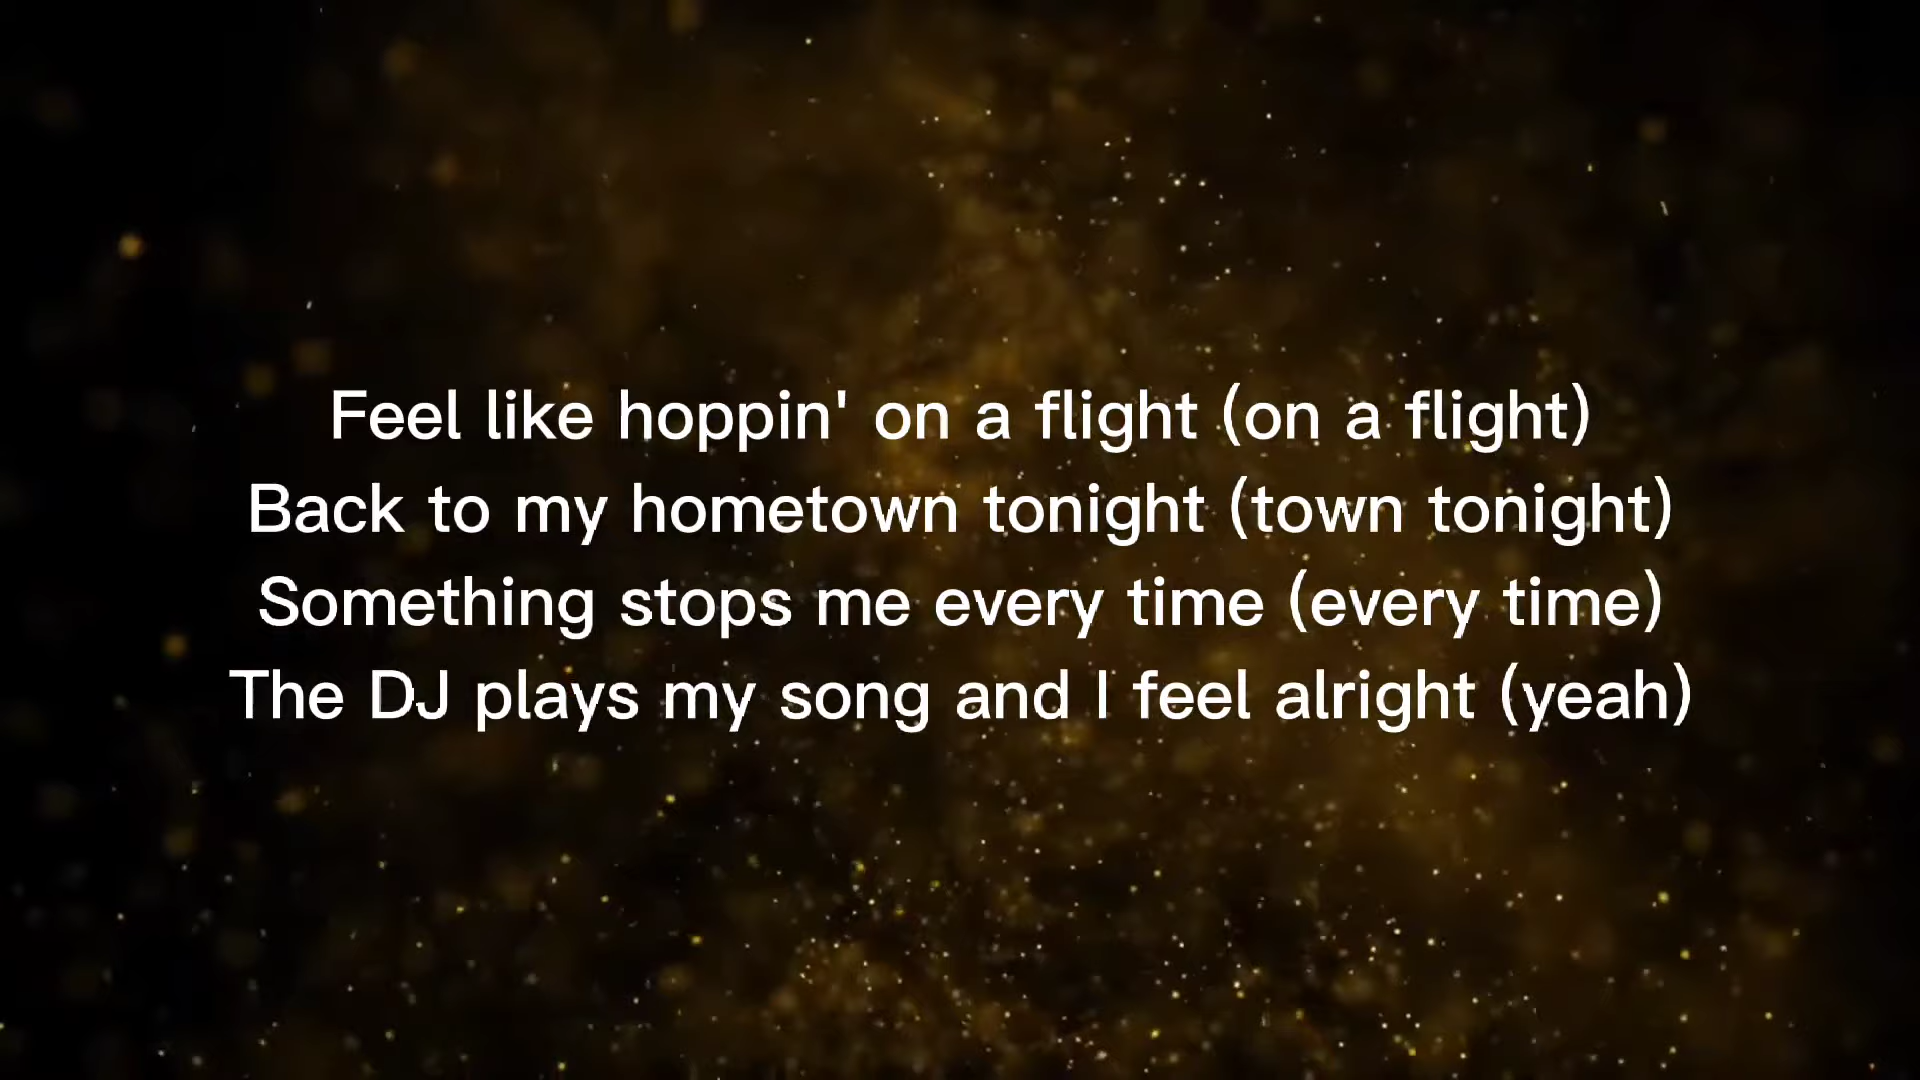 Feel like hoppin' on a flight (on a flight)
Back to my hometown tonight (town tonight)
Something stops me every time (every time)
The DJ plays my song and I feel alright (yeah)